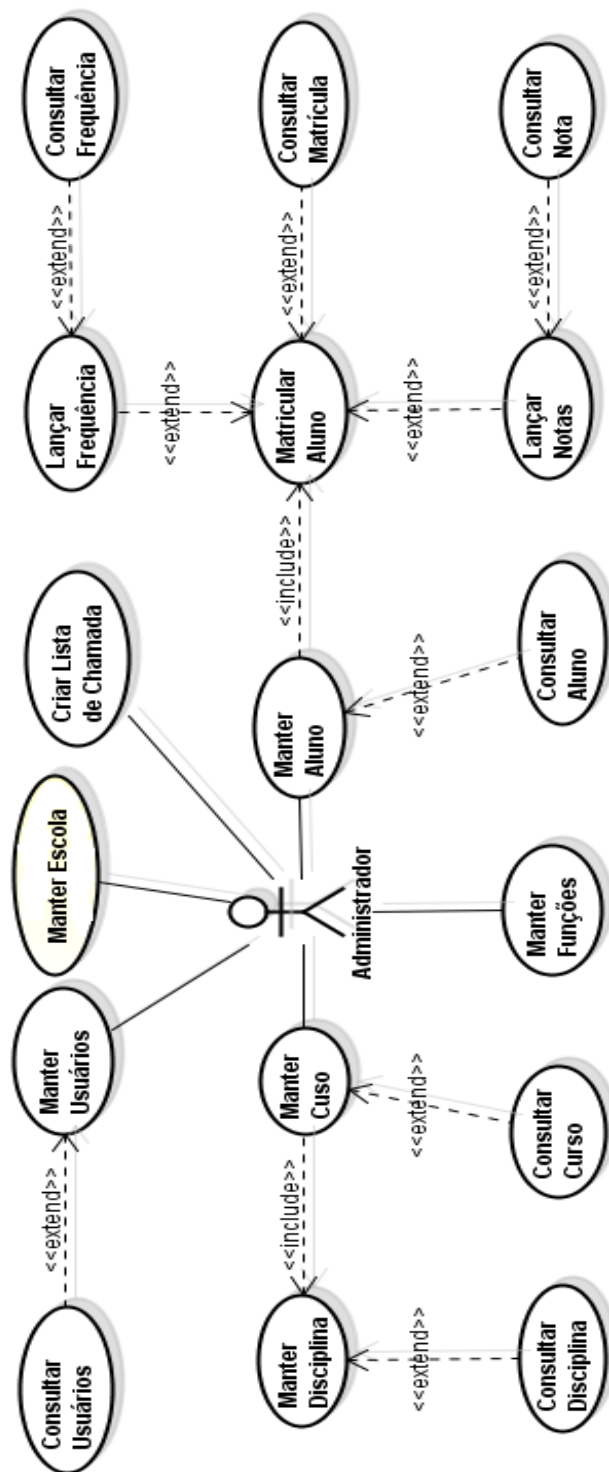 Consultar
Usuários
<<extend>>
Manter
Usuários
Manter Escola
Criar Lista
de Chamada
Lançar
Frequência
<<extend>>
Consultar
Frequência
<<extend>>
Manter
Disciplina
<<include>>
Manter
Cuso
Administrador
Manter
Aluno
<<include>>
Matricular
Aluno
<<extend>>
Consultar
Matrícula
<<extend>>
<<extend>>
<<extend>>
<<extend>>
Consultar
Disciplina
Consultar
Curso
Manter
Funções
Consultar
Aluno
Lançar
Notas
<<extend>>
Consultar
Nota